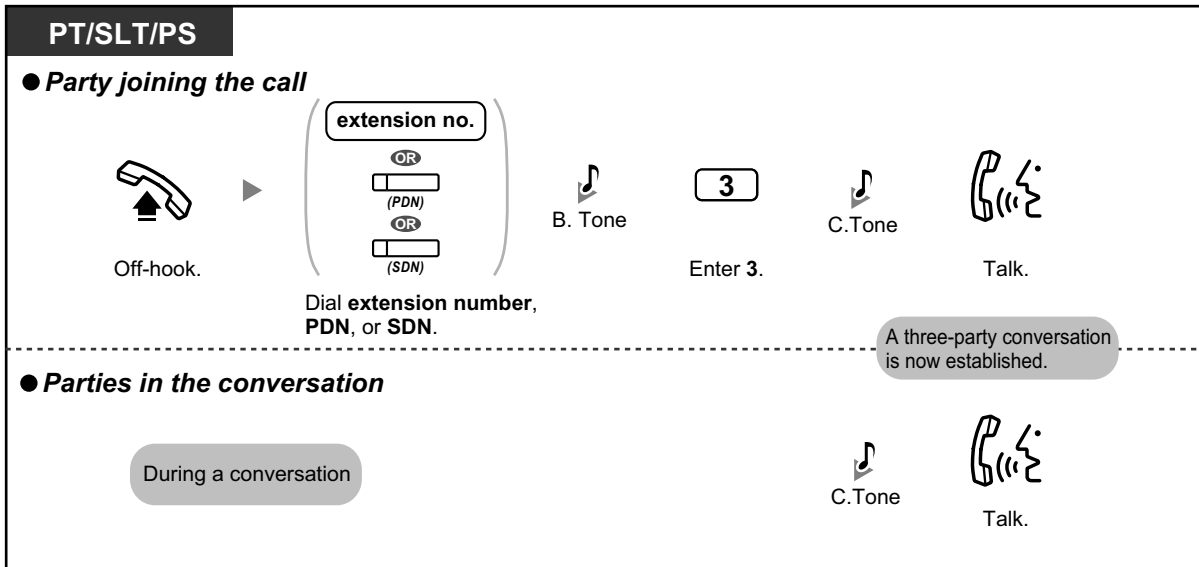 PT/SLT/PS
● Party joining the call
extension no.
OR
(PDN)
OR
(SDN)
B. Tone
3
C.Tone
Off-hook.
Enter 3.
Talk.
Dial extension number,
PDN, or SDN.
A three-party conversation
is now established.
● Parties in the conversation
During a conversation
C.Tone
Talk.